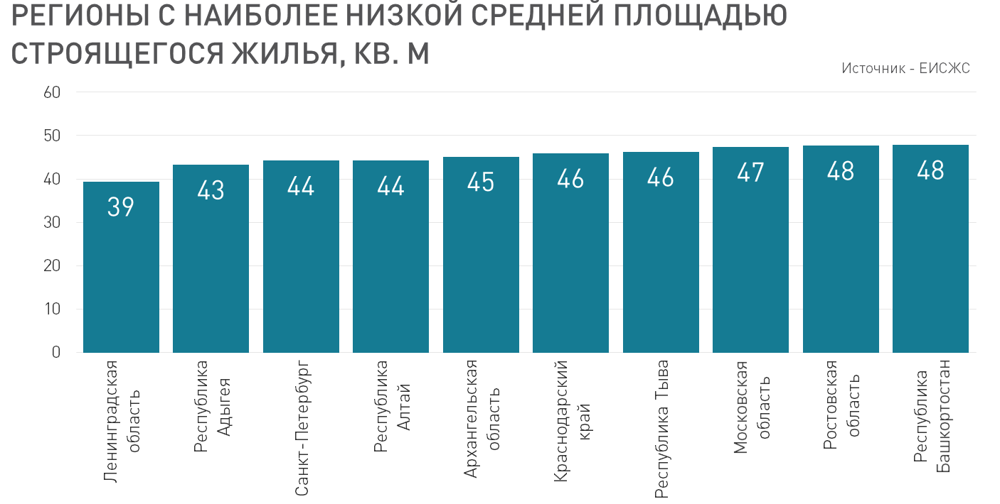 РЕГИОНЫ С НАИБОЛЕЕ НИЗКОЙ СРЕДНЕЙ ПЛОЩАДЬЮ
СТРОЯЩЕГОСЯ ЖИЛЬЯ, КВ. М
Источник - ЕИСЖС
60
50
40
30
20
10
0
39
43
44
44
45
46
46
47
48
48
Ленинградская
область
Республика
Адыгея
Санкт-Петербург
Республика
Алтай
Архангельская
область
Краснодарский
край
Республика Тыва
Московская
область
Ростовская
область
Республика
Башкортостан